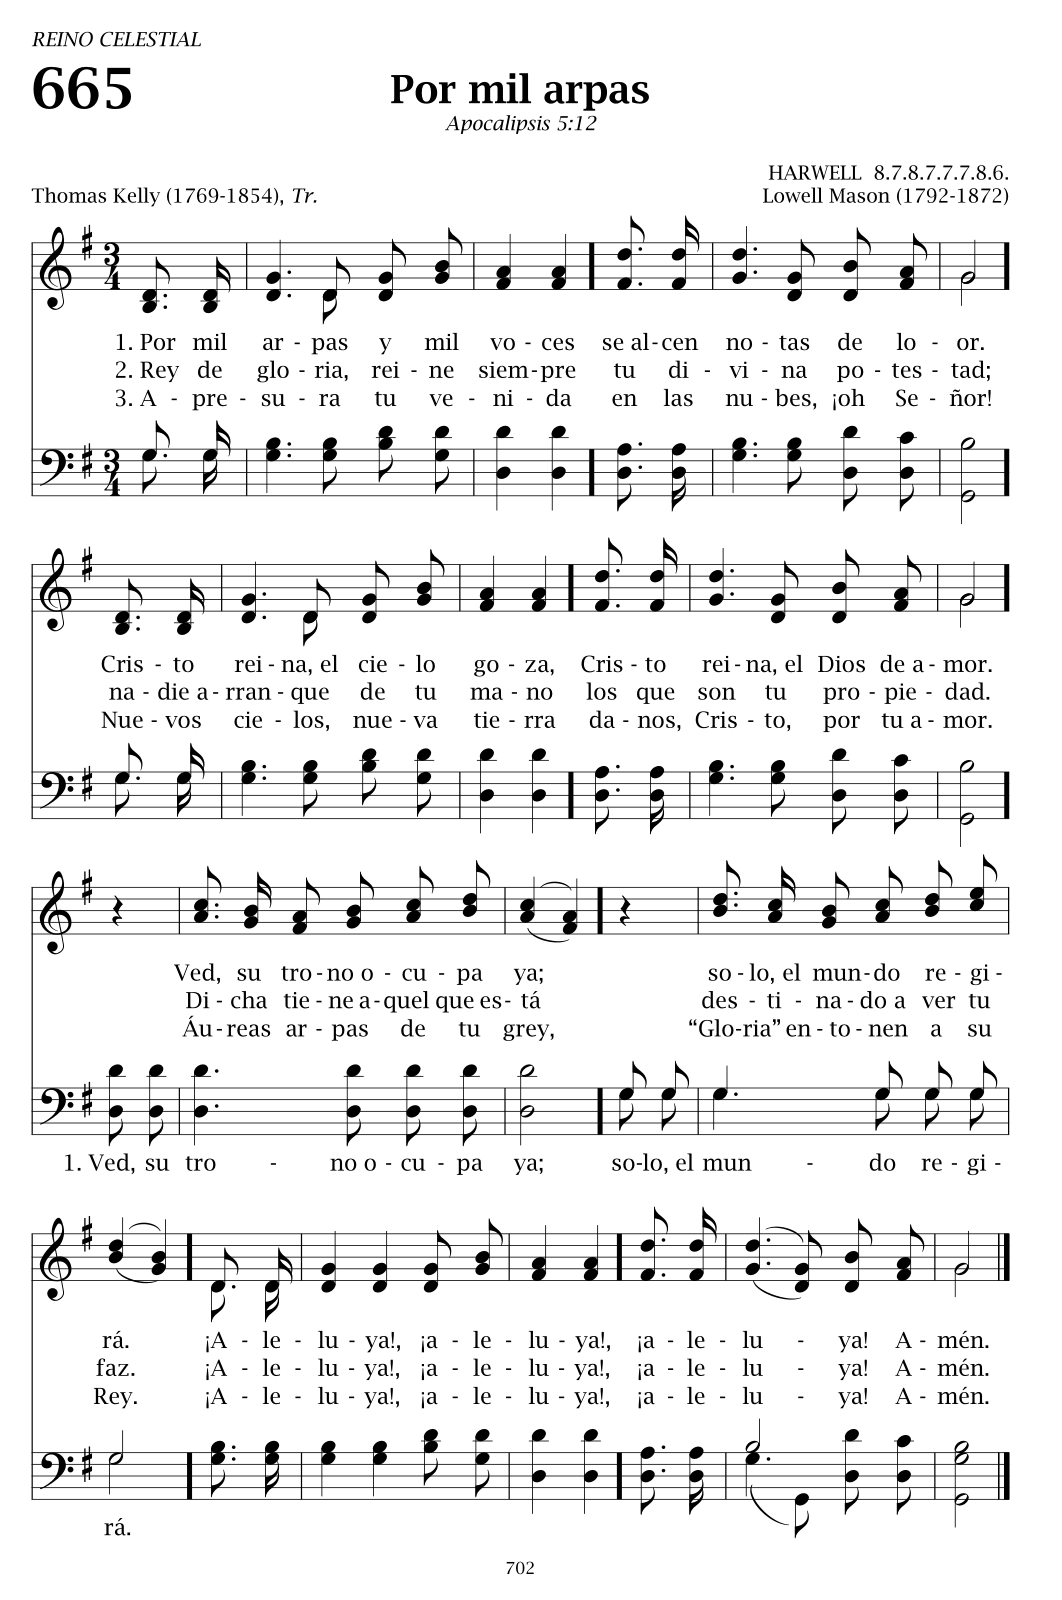 REINO CELESTIAL
665
Por mil arpas
Apocalipsis 5:12
HARWELL 8.7.8.7.7.7.8.6.
Thomas Kelly (1769-1854), Tr.
Lowell Mason (1792-1872)
3
4
1. Por mil ar - pas y mil vo - ces se al - cen no - tas de lo - or.
2. Rey de glo - ria, rei - ne siem - pre tu di - vi - na po - tes - tad;
3. A - pre - su - ra tu ve - ni - da en las nu - bes, ¡oh Se - ñor!
3
4
Cris - to rei - na, el cie - lo go - za, Cris - to rei - na, el Dios de a - mor.
na - die a - rran - que de tu ma - no los que son tu pro - pie - dad.
Nue - vos cie - los, nue - va tie - rra da - nos, Cris - to, por tu a - mor.
Ved, su tro - no o - cu - pa ya; so - lo, el mun - do re - gi -
Di - cha tie - ne a - quel que es - tá des - ti - na - do a ver tu
Áu - reas ar - pas de tu grey, “Glo - ria” en - to - nen a su
1. Ved, su tro - no o - cu - pa ya; so - lo, el mun - do re - gi -
rá. ¡A - le - lu - ya!, ¡a - le - lu - ya!, ¡a - le - lu - ya! A - mén.
faz. ¡A - le - lu - ya!, ¡a - le - lu - ya!, ¡a - le - lu - ya! A - mén.
Rey. ¡A - le - lu - ya!, ¡a - le - lu - ya!, ¡a - le - lu - ya! A - mén.
rá.
702